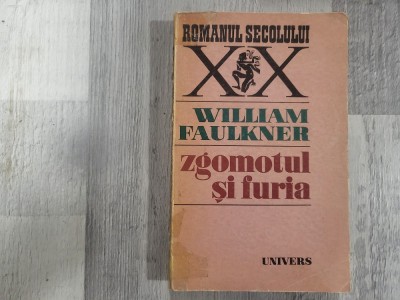 ROMANUL SECOLULUI
XX
WILLIAM
FAULKNER
zgomotul
și furia
UNIVERS